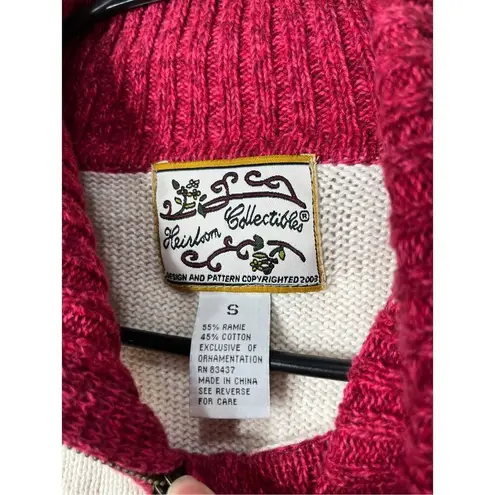 Heirloom Collectibles®
DESIGN AND PATTERN COPYRIGHTED 2003
S
55% RAMIE
45% COTTON
EXCLUSIVE OF
ORNAMENTATION
RN 83437
MADE IN CHINA
SEE REVERSE
FOR CARE